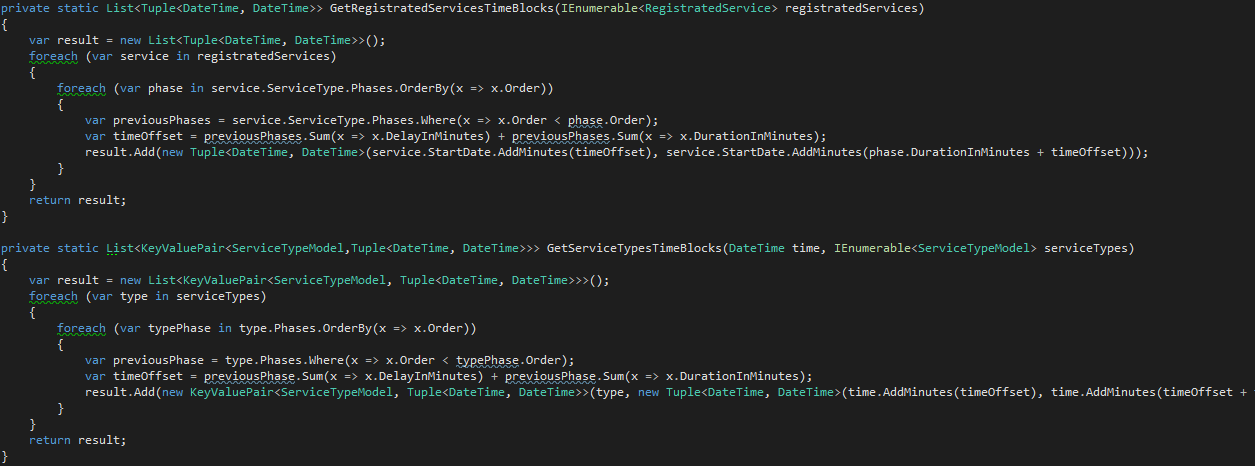 private static List<Tuple<DateTime, DateTime>> GetRegistratedServicesTimeBlocks(IEnumerable<RegistratedService> registratedServices)
{
    var result = new List<Tuple<DateTime, DateTime>>();
    foreach (var service in registratedServices)
    {
        foreach (var phase in service.ServiceType.Phases.OrderBy(x => x.Order))
        {
            var previousPhases = service.ServiceType.Phases.Where(x => x.Order < phase.Order);
            var timeOffset = previousPhases.Sum(x => x.DelayInMinutes) + previousPhases.Sum(x => x.DurationInMinutes);
            result.Add(new Tuple<DateTime, DateTime>(service.StartDate.AddMinutes(timeOffset), service.StartDate.AddMinutes(phase.DurationInMinutes + timeOffset)));
        }
    }
    return result;
}
private static List<KeyValuePair<ServiceTypeModel,Tuple<DateTime, DateTime>>> GetServiceTypesTimeBlocks(DateTime time, IEnumerable<ServiceTypeModel> serviceTypes)
{
    var result = new List<KeyValuePair<ServiceTypeModel, Tuple<DateTime, DateTime>>>();
    foreach (var type in serviceTypes)
    {
        foreach (var typePhase in type.Phases.OrderBy(x => x.Order))
        {
            var previousPhase = type.Phases.Where(x => x.Order < typePhase.Order);
            var timeOffset = previousPhase.Sum(x => x.DelayInMinutes) + previousPhase.Sum(x => x.DurationInMinutes);
            result.Add(new KeyValuePair<ServiceTypeModel, Tuple<DateTime, DateTime>>(type, new Tuple<DateTime, DateTime>(time.AddMinutes(timeOffset), time.AddMinutes(timeOffset +
        }
    }
    return result;
}